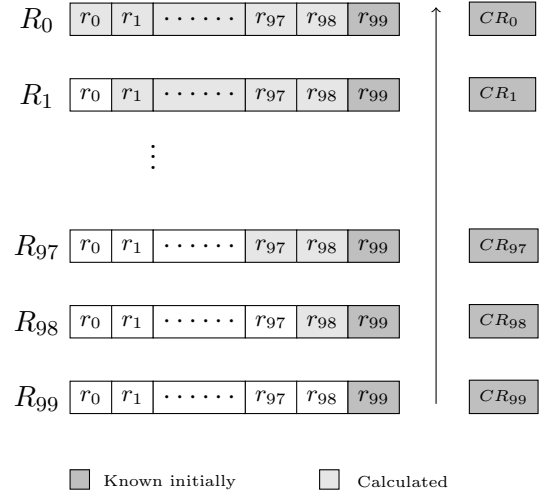 R₀ r₀ r₁ ⋯⋯ r₉₇ r₉₈ r₉₉ CR₀
R₁ r₀ r₁ ⋯⋯ r₉₇ r₉₈ r₉₉ CR₁
⋮
R₉₇ r₀ r₁ ⋯⋯ r₉₇ r₉₈ r₉₉ CR₉₇
R₉₈ r₀ r₁ ⋯⋯ r₉₇ r₉₈ r₉₉ CR₉₈
R₉₉ r₀ r₁ ⋯⋯ r₉₇ r₉₈ r₉₉ CR₉₉
Known initially Calculated